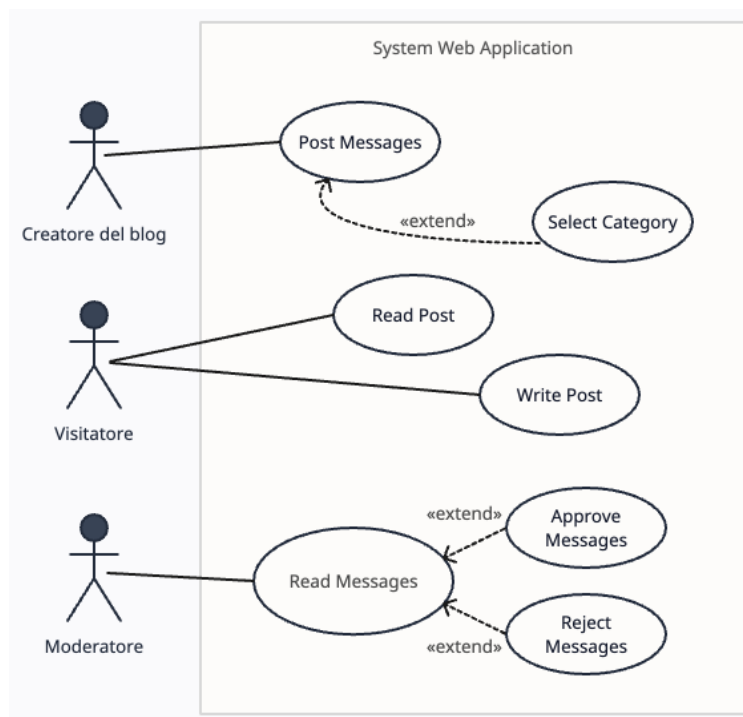 System Web Application
Post Messages
«extend»
Select Category
Creatore del blog
Read Post
Write Post
Visitatore
«extend»
Approve
Messages
Read Messages
Reject
Messages
«extend»
Moderatore